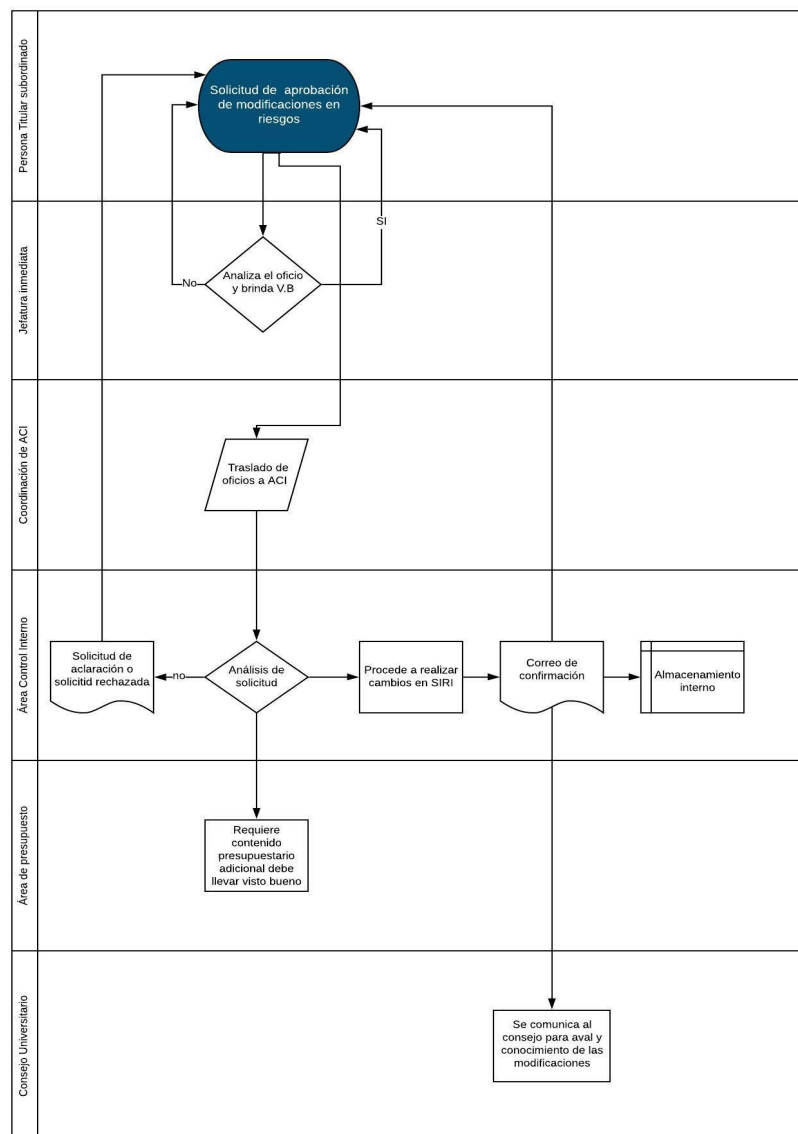 Persona Titular subordinado
Solicitud de aprobación
de modificaciones en
riesgos
Jefatura inmediata
SI
No
Analiza el oficio
y brinda V.B
Coordinación de ACI
Traslado de
oficios a ACI
Área Control Interno
Solicitud de
aclaración o
solicitid rechazada
no
Análisis de
solicitud
Procede a realizar
cambios en SIRI
Correo de
confirmación
Almacenamiento
interno
Área de presupuesto
Requiere
contenido
presupuestario
adicional debe
llevar visto bueno
Consejo Universitario
Se comunica al
consejo para aval y
conocimiento de las
modificaciones